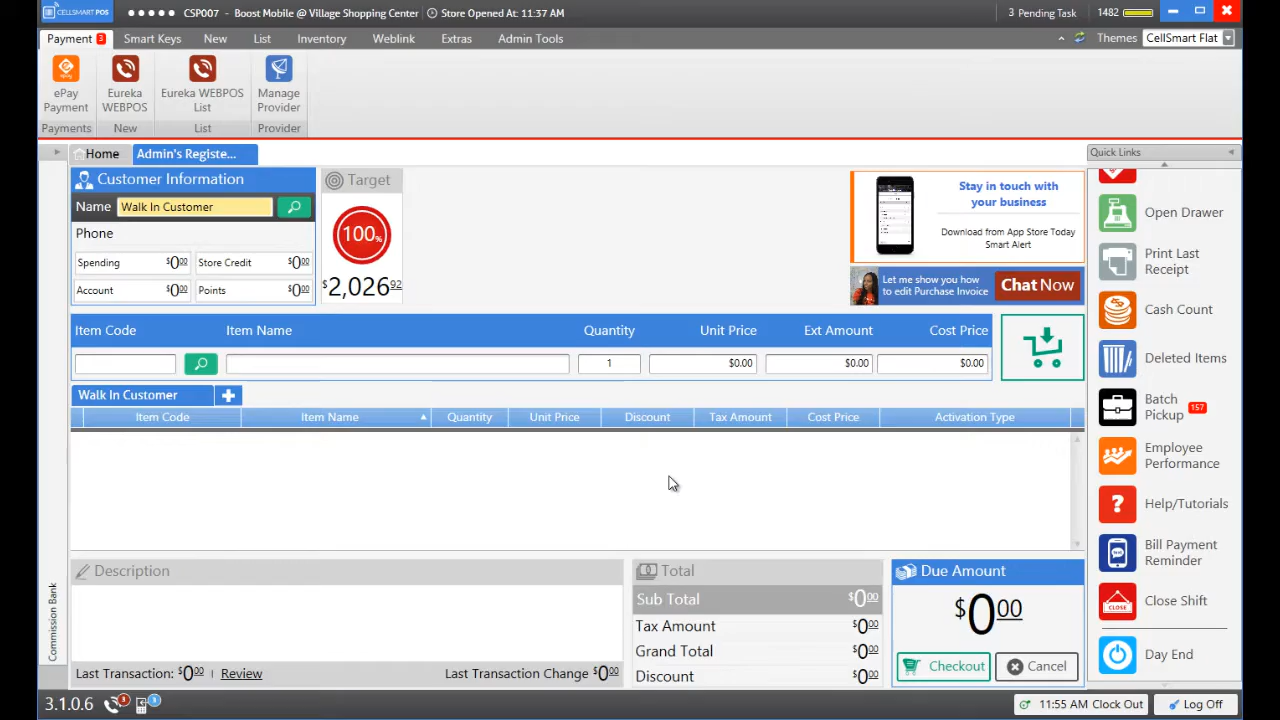 CELLSMART POS
CSP007 - Boost Mobile @ Village Shopping Center
Store Opened At: 11:37 AM
3 Pending Task
1482
Payment 3
Smart Keys
New
List
Inventory
Weblink
Extras
Admin Tools
Themes
CellSmart Flat
ePay
Payment
Eureka
WEBPOS
Eureka WEBPOS
List
Manage
Provider
Payments
New
List
Provider
Home
Admin's Registe...
Quick Links
Customer Information
Name
Walk In Customer
Phone
Spending
$0.00
Store Credit
$0.00
Account
$0.00
Points
$0.00
Target
100%
$2,026.92
Stay in touch with
your business
Download from App Store Today
Smart Alert
Let me show you how
to edit Purchase Invoice
Chat Now
Item Code
Item Name
Quantity
Unit Price
Ext Amount
Cost Price
1
$0.00
$0.00
$0.00
Walk In Customer
+
Item Code
Item Name
Quantity
Unit Price
Discount
Tax Amount
Cost Price
Activation Type
Commission Bank
Description
Last Transaction: $0.00 | Review
Last Transaction Change $0.00
Total
Sub Total $0.00
Tax Amount $0.00
Grand Total $0.00
Discount $0.00
Due Amount
$0.00
Checkout
Cancel
Open Drawer
Print Last
Receipt
Cash Count
Deleted Items
Batch
Pickup 157
Employee
Performance
Help/Tutorials
Bill Payment
Reminder
CLOSE
Close Shift
Day End
3.1.0.6
3
3
11:55 AM Clock Out
Log Off